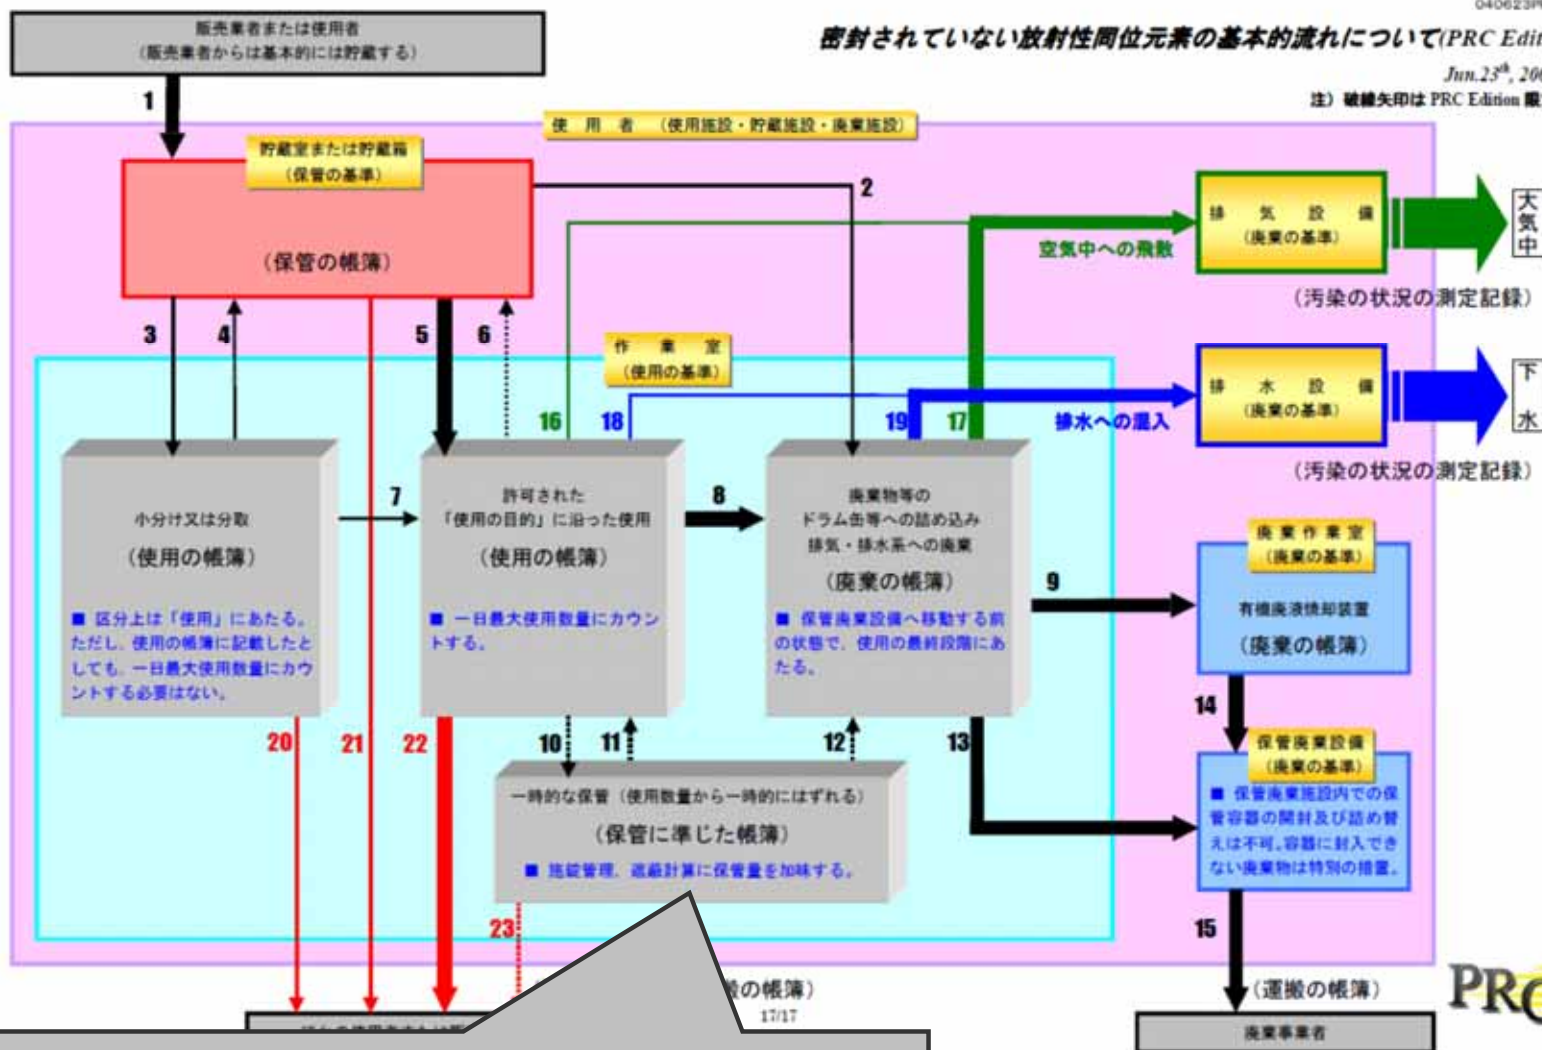 040623P
密封されていない放射性同位元素の基本的流れについて(PRC Edit
Jun.23th, 200
注）破線矢印は PRC Edition 限
販売業者または使用者
（販売業者からは基本的には貯蔵する）
1
使 用 者 （使用施設・貯蔵施設・廃棄施設）
貯蔵室または貯蔵箱
（保管の基準）
（保管の帳簿）
2
排 気 設 備
（廃棄の基準）
大気中
空気中への飛散
（汚染の状況の測定記録）
3
4
5
6
作 業 室
（使用の基準）
排 水 設 備
（廃棄の基準）
下水
16
18
19
17
排水への混入
（汚染の状況の測定記録）
小分け又は分取
（使用の帳簿）
■ 区分上は「使用」にあたる。
ただし、使用の帳簿に記載したと
しても、一日最大使用数量にカウ
ントする必要はない。
7
許可された
「使用の目的」に沿った使用
（使用の帳簿）
■ 一日最大使用数量にカウン
トする。
8
廃棄物等の
ドラム缶等への詰め込み
排気・排水系への廃棄
（廃棄の帳簿）
■ 保管廃棄設備へ移動する前
の状態で、使用の最終段階にあ
たる。
9
廃棄作業室
（廃棄の基準）
有機廃液焼却装置
（廃棄の帳簿）
14
20
21
22
10
11
12
13
保管廃棄設備
（廃棄の基準）
■ 保管廃棄施設内での保
管容器の開封及び詰め替
えは不可。容器に封入でき
ない廃棄物は特別の措置。
一時的な保管（使用数量から一時的にはずれる）
（保管に準じた帳簿）
■ 施錠管理、遮蔽計算に保管量を加味する。
23
15
搬の帳簿）
（運搬の帳簿）
PRC
17/17
廃棄事業者